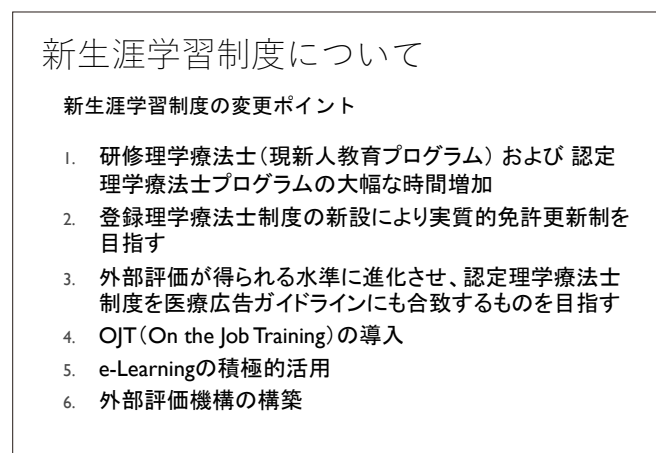 新生涯学習制度について
新生涯学習制度の変更ポイント
1. 研修理学療法士(現新人教育プログラム) および 認定
理学療法士プログラムの大幅な時間増加
2. 登録理学療法士制度の新設により実質的免許更新制を
目指す
3. 外部評価が得られる水準に進化させ、認定理学療法士
制度を医療広告ガイドラインにも合致するものを目指す
4. OJT(On the Job Training)の導入
5. e-Learningの積極的活用
6. 外部評価機構の構築